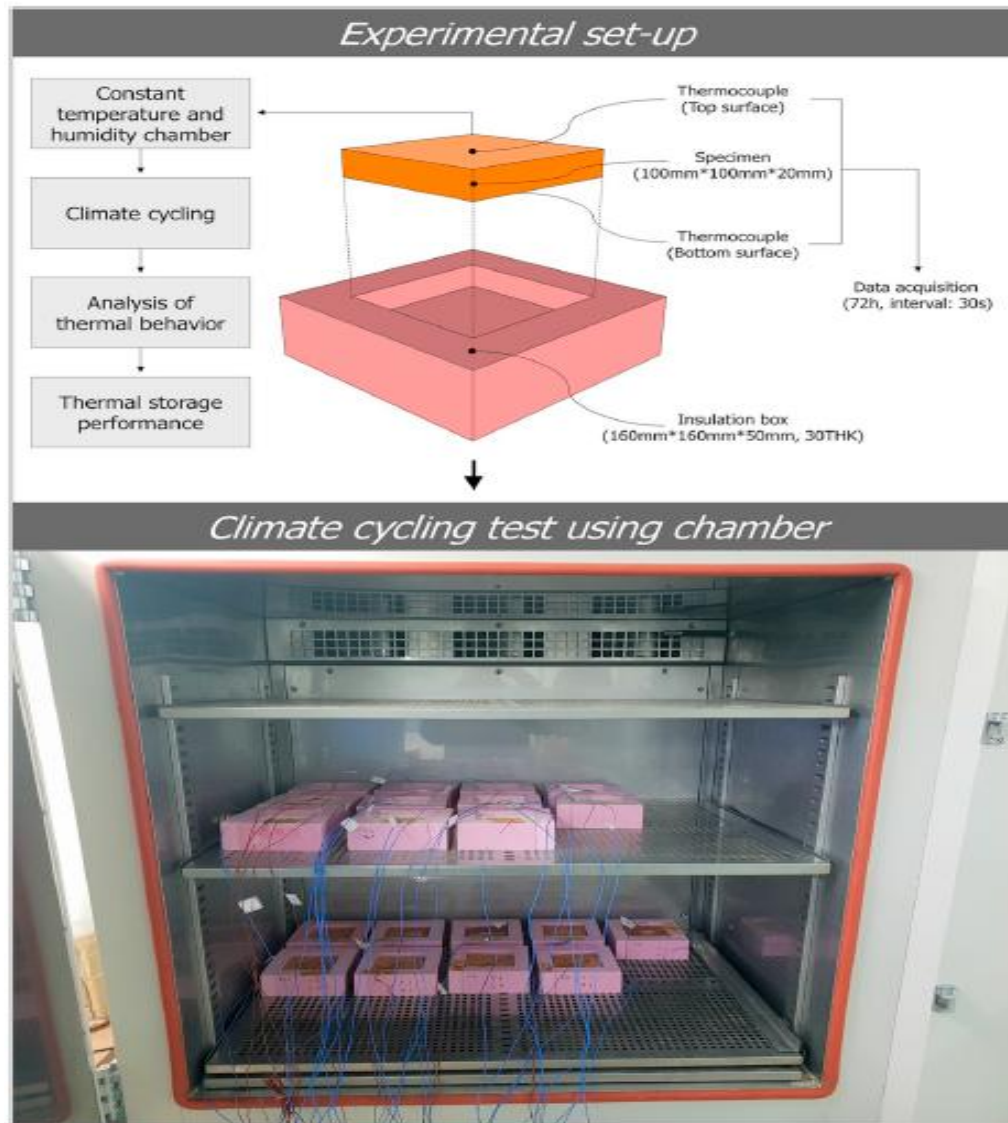 Experimental set-up
Constant
temperature and
humidity chamber
Climate cycling
Analysis of
thermal behavior
Thermal storage
performance
Thermocouple
(Top surface)
Specimen
(100mm*100mm*20mm)
Thermocouple
(Bottom surface)
Data acquisition
(72h, interval: 30s)
Insulation box
(160mm*160mm*50mm, 30THK)
Climate cycling test using chamber